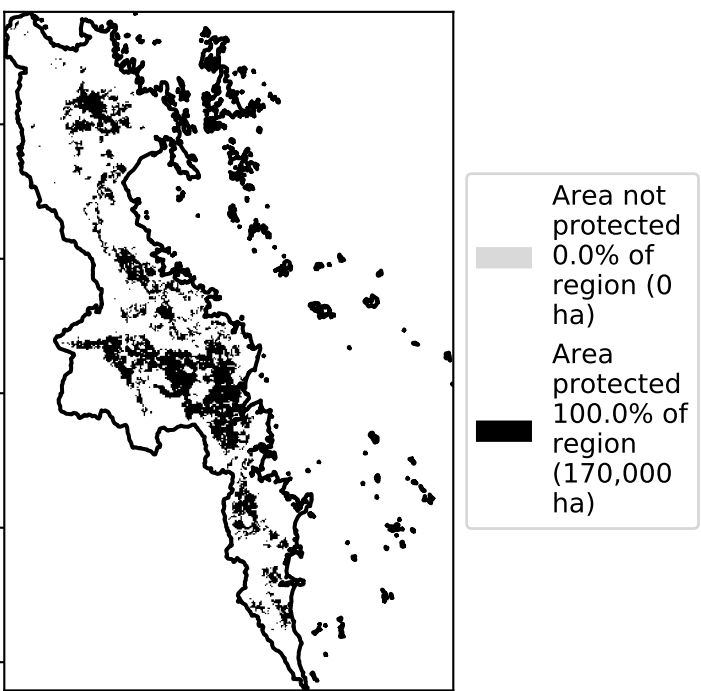 Area not
protected
0.0% of
region (0
ha)
Area
protected
100.0% of
region
(170,000
ha)